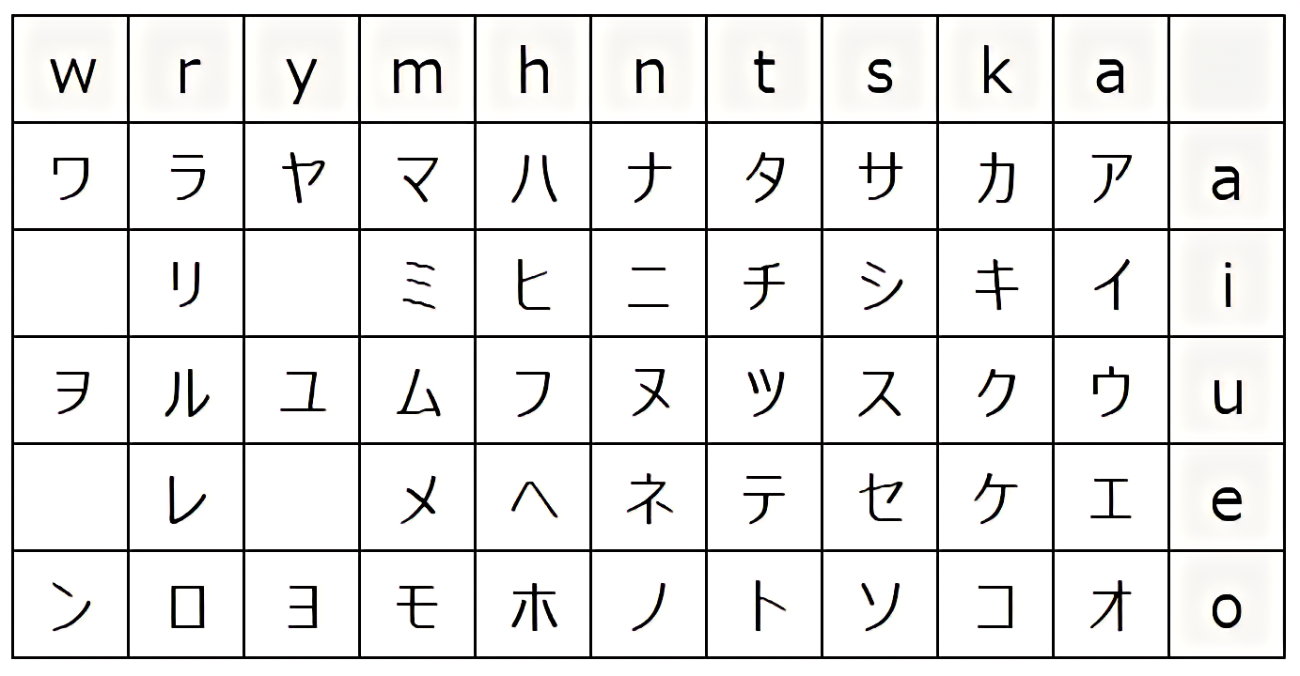 w r y m h n t s k a
ワ ラ ヤ マ ハ ナ タ サ カ ア a
リ ミ ヒ ニ チ シ キ イ i
ヲ ル ユ ム フ ヌ ツ ス ク ウ u
レ メ ヘ ネ テ セ ケ エ e
ン ロ ヨ モ ホ ノ ト ソ コ オ o